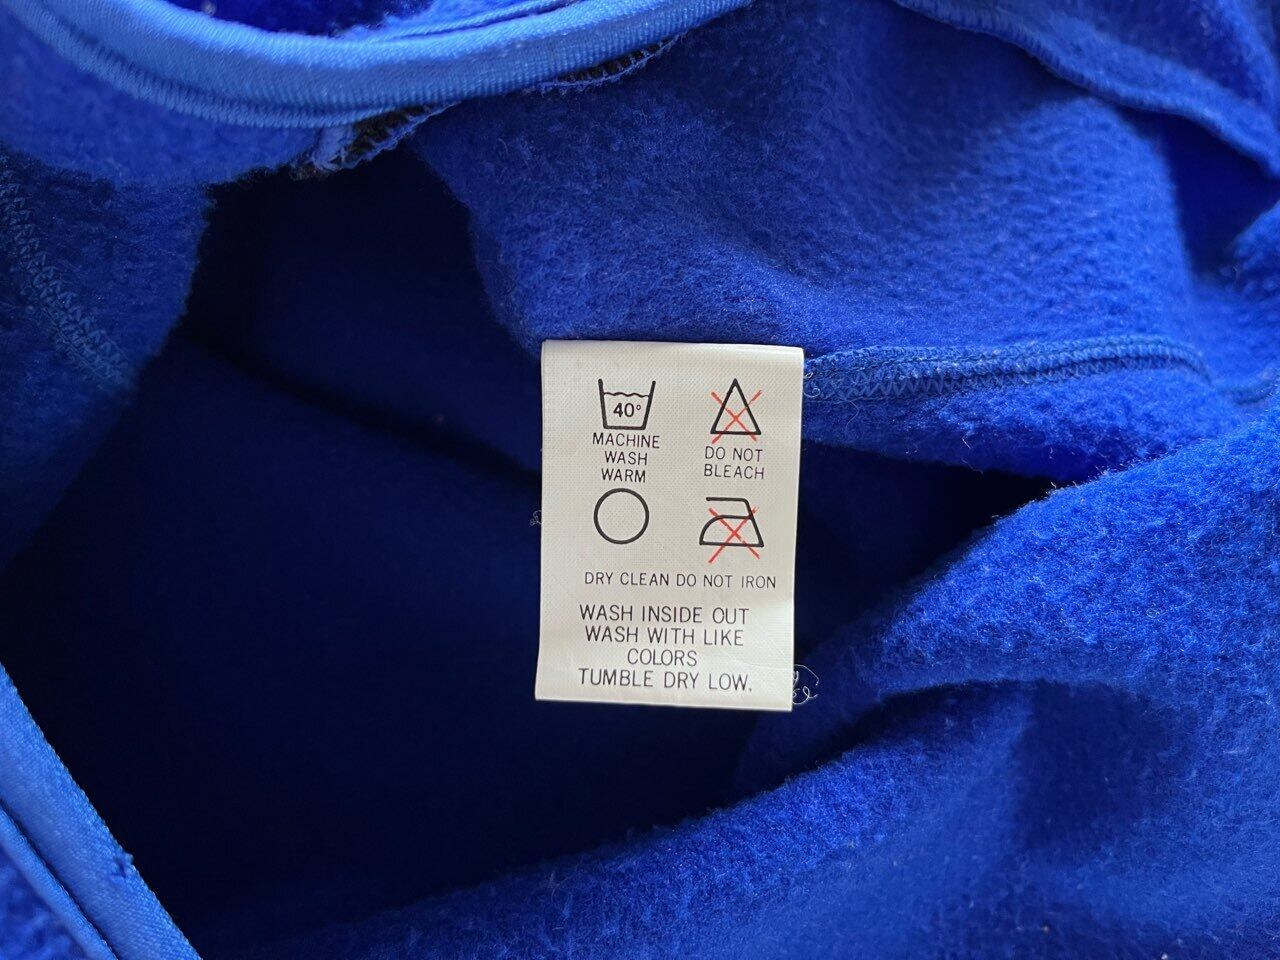 40°
MACHINE
WASH
WARM
DO NOT
BLEACH
DRY CLEAN DO NOT IRON
WASH INSIDE OUT
WASH WITH LIKE
COLORS
TUMBLE DRY LOW.